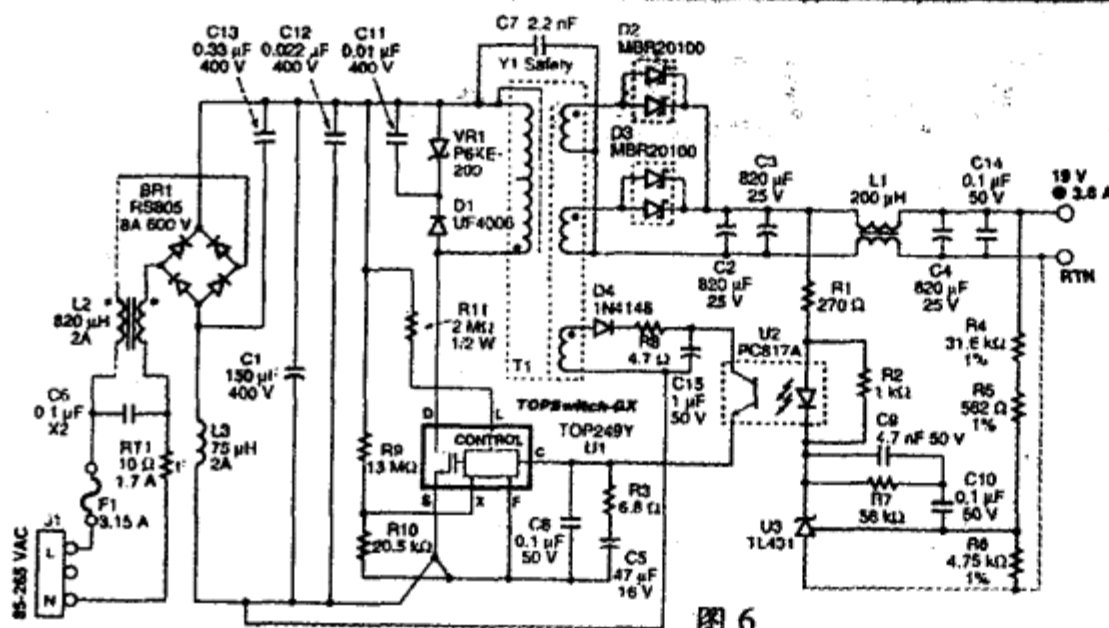 C13
0.33 µF
400 V
C12
0.022 µF
400 V
C11
0.01 µF
400 V
C7 2.2 nF
Y1 Safety
D2
MBR20100
VR1
P6KE-
200
D3
MBR20100
BR1
RS805
8A 600 V
D1
UF4006
C3
820 µF
25 V
L1
200 µH
C14
0.1 µF
50 V
19 V
@ 3.6 A
RTN
L2
820 µH
2A
R11
2 MΩ
1/2 W
D4
1N4148
C2
820 µF
25 V
R1
270 Ω
C4
820 µF
25 V
U2
PC817A
R8
4.7 Ω
T1
C1
150 µF
400 V
C15
1 µF
50 V
R2
1 kΩ
R4
31.6 kΩ
1%
R5
562 Ω
1%
C6
0.1 µF
X2
RT1
10 Ω
1.7 A
t°
L3
75 µH
2A
TOPSwitch-GX
TOP249Y
U1
D
L
CONTROL
C
S
X
F
R9
13 MΩ
C9
4.7 nF 50 V
R7
56 kΩ
C10
0.1 µF
50 V
F1
3.15 A
J1
L
N
85-265 VAC
R10
20.5 kΩ
C8
0.1 µF
50 V
R3
6.8 Ω
C5
47 µF
16 V
U3
TL431
R6
4.75 kΩ
1%
图 6